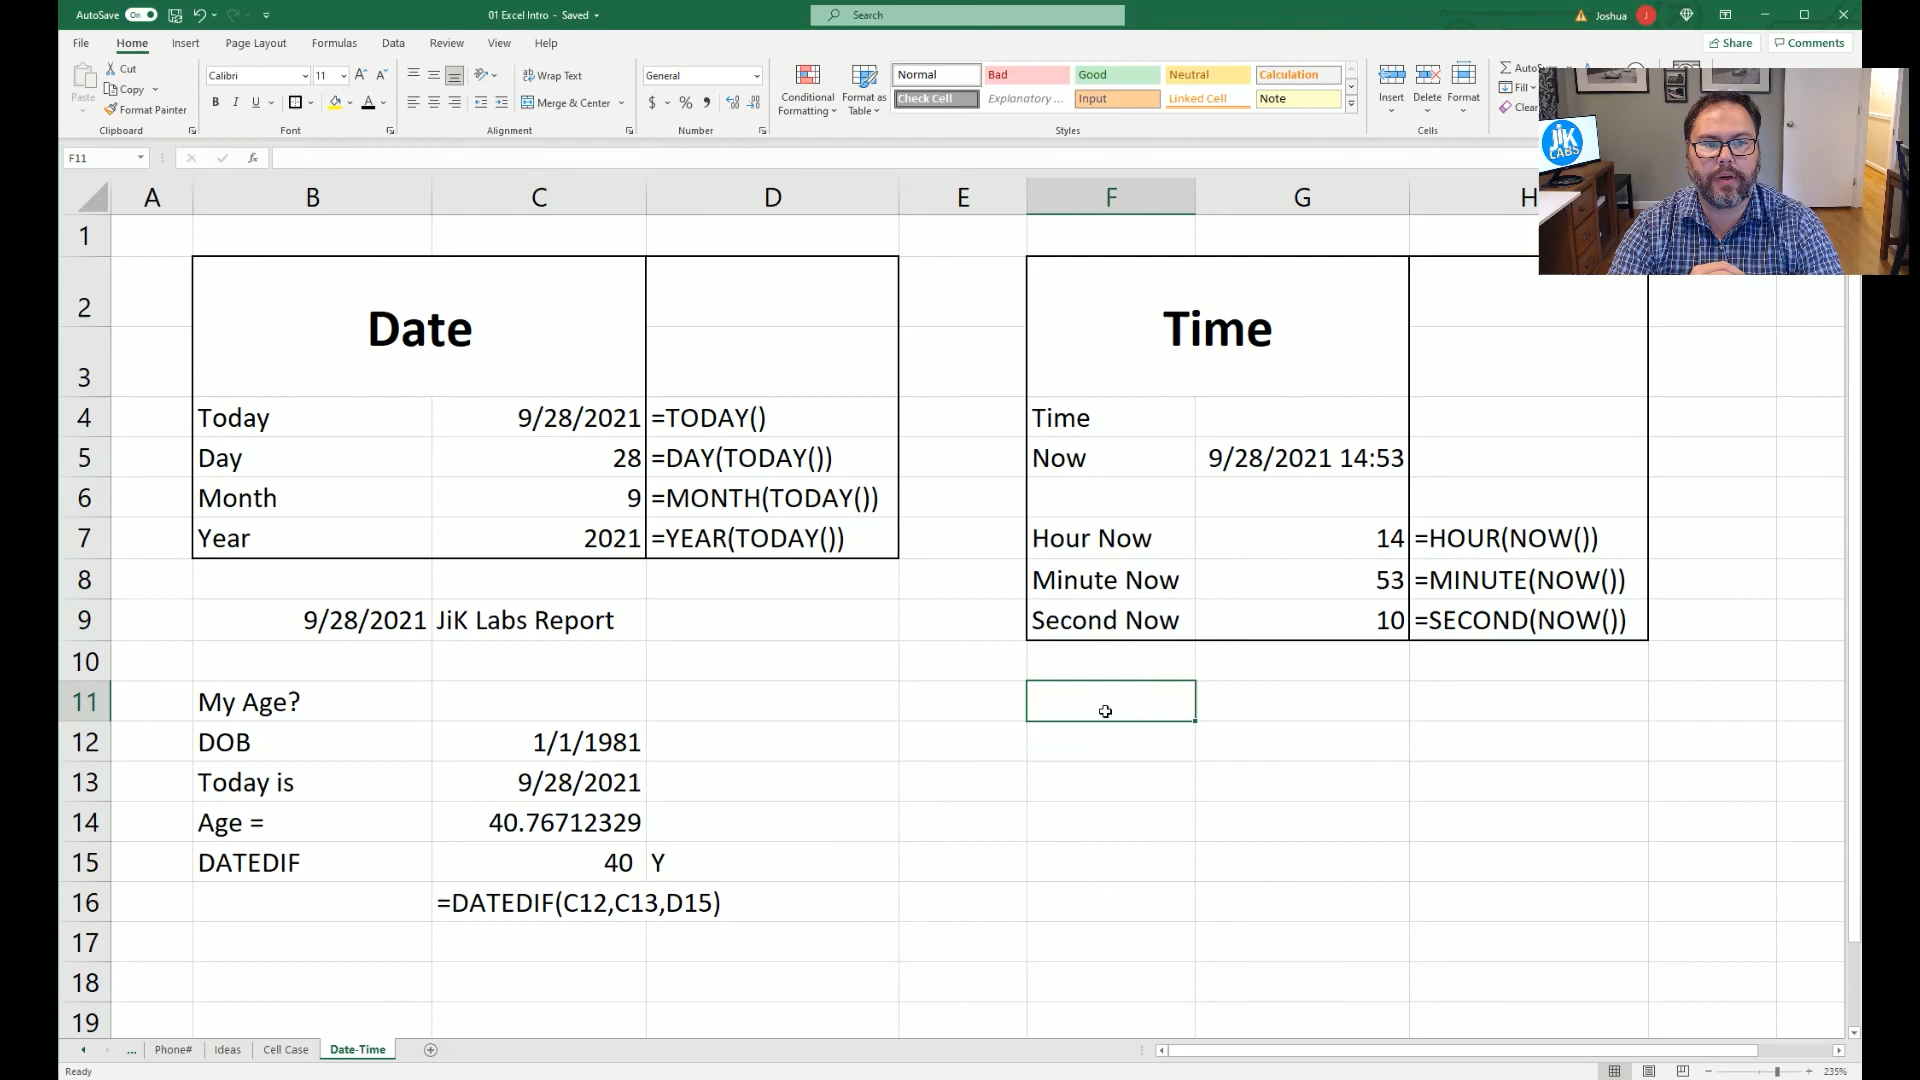 AutoSave On 01 Excel Intro - Saved Search Joshua J
File Home Insert Page Layout Formulas Data Review View Help Share Comments
Paste Cut Copy Format Painter Clipboard
Calibri 11 A A B I U A Font
Wrap Text Merge & Center Alignment
General $ % Number
Conditional Formatting Format as Table
Normal Bad Good Neutral Calculation
Check Cell Explanatory ... Input Linked Cell Note
Styles
Insert Delete Format Cells
Fill
JiK LABS
F11 fx
A B C D E F G H
1
2
3 Date Time
4 Today 9/28/2021 =TODAY() Time
5 Day 28 =DAY(TODAY()) Now 9/28/2021 14:53
6 Month 9 =MONTH(TODAY())
7 Year 2021 =YEAR(TODAY()) Hour Now 14 =HOUR(NOW())
8 Minute Now 53 =MINUTE(NOW())
9 9/28/2021 JiK Labs Report Second Now 10 =SECOND(NOW())
10
11 My Age?
12 DOB 1/1/1981
13 Today is 9/28/2021
14 Age = 40.76712329
15 DATEDIF 40 Y
16 =DATEDIF(C12,C13,D15)
17
18
19
... Phone# Ideas Cell Case Date-Time
Ready 235%